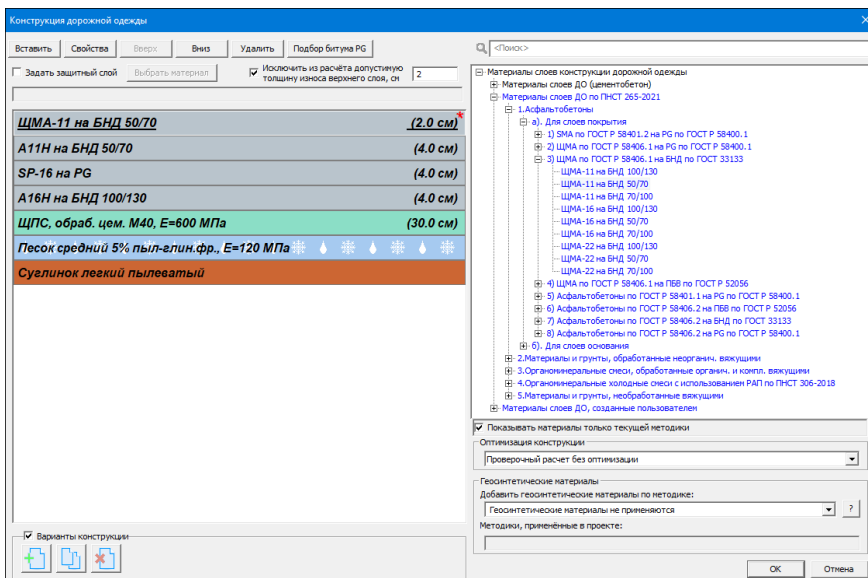 Конструкция дорожной одежды
Вставить Свойства Вверх Вниз Удалить Подбор битума PG
Задать защитный слой Выбрать материал Исключить из расчёта допустимую толщину износа верхнего слоя, см 2
ЩМА-11 на БНД 50/70 (2.0 см)*
А11Н на БНД 50/70 (4.0 см)
SP-16 на PG (4.0 см)
А16Н на БНД 100/130 (4.0 см)
ЩПС, обраб. цем. М40, E=600 МПа (30.0 см)
Песок средний 5% пыл-глин.фр., E=120 МПа
Суглинок легкий пылеватый
Варианты конструкции
<Поиск>
Материалы слоев конструкции дорожной одежды
Материалы слоев ДО (цементобетон)
Материалы слоев ДО по ПНСТ 265-2021
1.Асфальтобетоны
а). Для слоев покрытия
1) SMA по ГОСТ Р 58401.2 на PG по ГОСТ Р 58400.1
2) ЩМА по ГОСТ Р 58406.1 на PG по ГОСТ Р 58400.1
3) ЩМА по ГОСТ Р 58406.1 на БНД по ГОСТ 33133
ЩМА-11 на БНД 100/130
ЩМА-11 на БНД 50/70
ЩМА-11 на БНД 70/100
ЩМА-16 на БНД 100/130
ЩМА-16 на БНД 50/70
ЩМА-16 на БНД 70/100
ЩМА-22 на БНД 100/130
ЩМА-22 на БНД 50/70
ЩМА-22 на БНД 70/100
4) ЩМА по ГОСТ Р 58406.1 на ПБВ по ГОСТ Р 52056
5) Асфальтобетоны по ГОСТ Р 58401.1 на PG по ГОСТ Р 58400.1
6) Асфальтобетоны по ГОСТ Р 58406.2 на ПБВ по ГОСТ Р 52056
7) Асфальтобетоны по ГОСТ Р 58406.2 на БНД по ГОСТ 33133
8) Асфальтобетоны по ГОСТ Р 58406.2 на PG по ГОСТ Р 58400.1
б). Для слоев основания
2.Материалы и грунты, обработанные неорганич. вяжущими
3.Органоминеральные смеси, обработанные органич. и компл. вяжущими
4.Органоминеральные холодные смеси с использованием РАП по ПНСТ 306-2018
5.Материалы и грунты, необработанные вяжущими
Материалы слоев ДО, созданные пользователем
Показывать материалы только текущей методики
Оптимизация конструкции
Проверочный расчет без оптимизации
Геосинтетические материалы
Добавить геосинтетические материалы по методике:
Геосинтетические материалы не применяются ?
Методики, применённые в проекте:
ОК Отмена